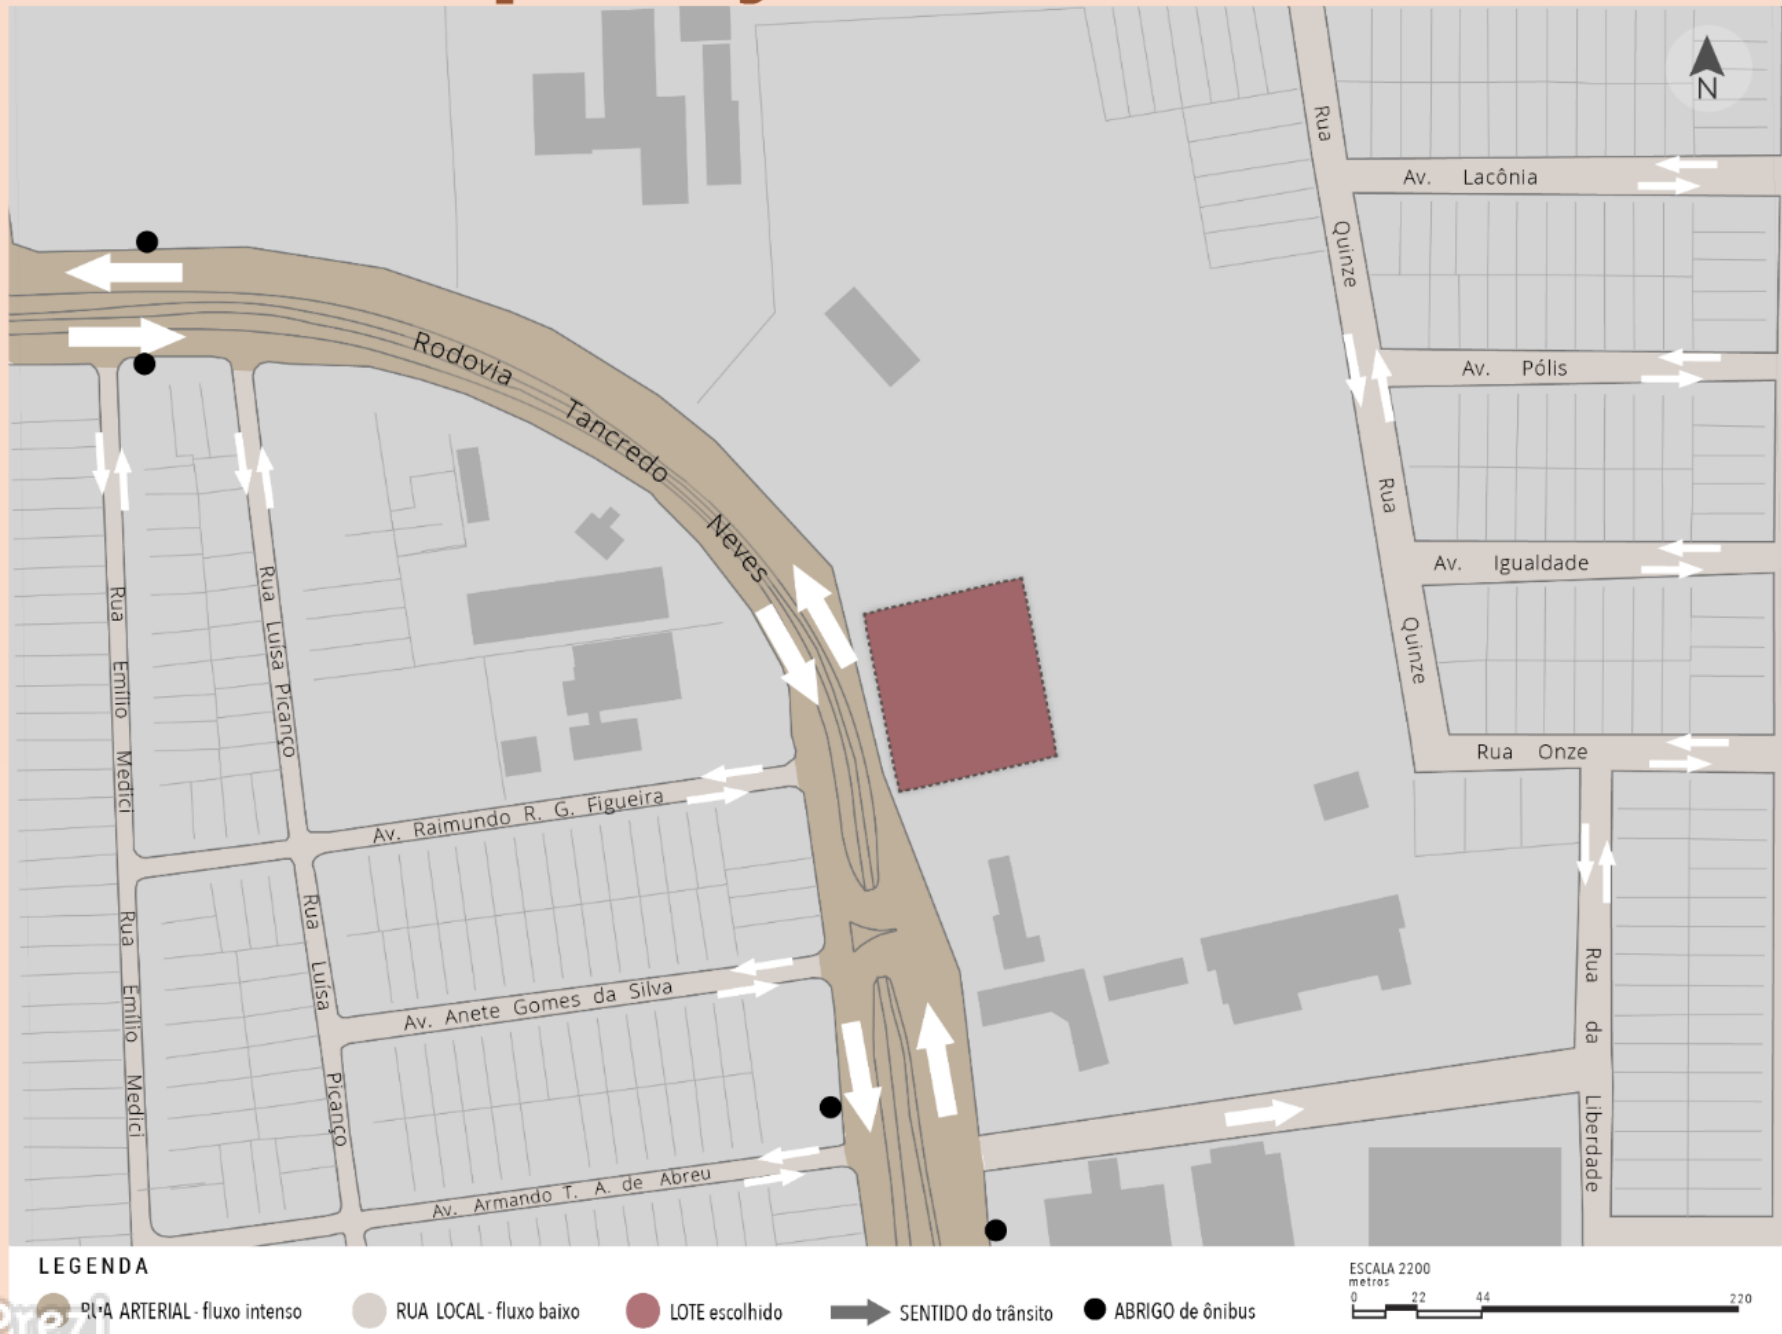 N
Rua
Quinze
Rua
Quinze
Av. Lacônia
Av. Pólis
Av. Igualdade
Rua Onze
Rodovia
Tancredo
Neves
Rua Emílio Medici
Rua Luísa Picanço
Av. Raimundo R. G. Figueira
Rua Emílio Medici
Rua Luísa Picanço
Av. Anete Gomes da Silva
Av. Armando T. A. de Abreu
Rua da Liberdade
LEGENDA
RUA ARTERIAL - fluxo intenso
RUA LOCAL - fluxo baixo
LOTE escolhido
SENTIDO do trânsito
ABRIGO de ônibus
ESCALA 2200
metros
0 22 44 220
Prezi